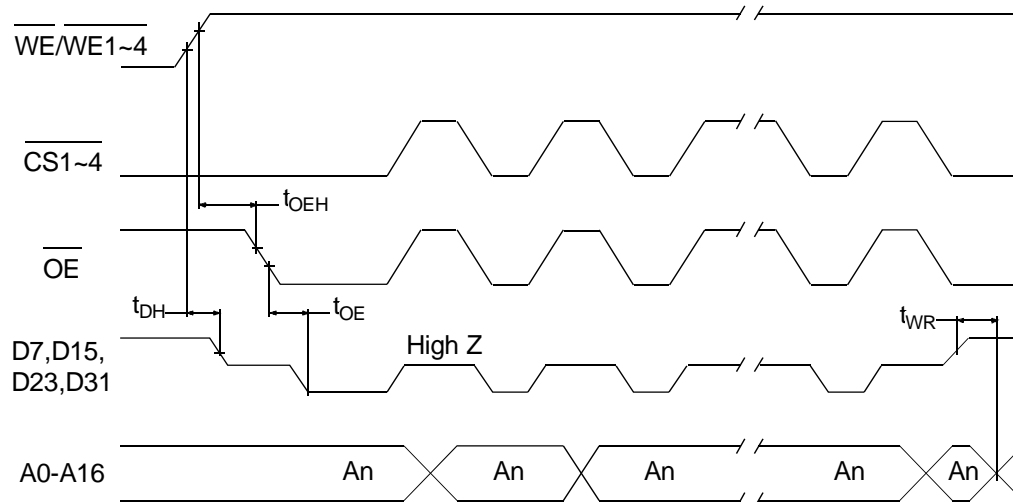 WE/WE1~4
CS1~4
tOEH
OE
tDH
tOE
tWR
D7,D15,
D23,D31
High Z
A0-A16
An An An An An